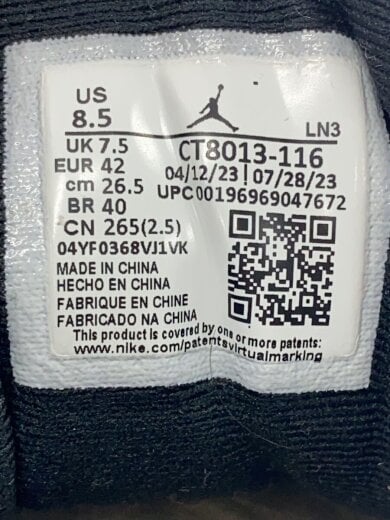 US
8.5
LN3
UK 7.5
EUR 42
cm 26.5
BR 40
CN 265(2.5)
04YF0368VJ1VK
CT8013-116
04/12/23 | 07/28/23
UPC00196969047672
MADE IN CHINA
HECHO EN CHINA
FABRIQUE EN CHINE
FABRICADO NA CHINA
This product is covered by one or more patents:
www.nike.com/patentsvirtualmarking